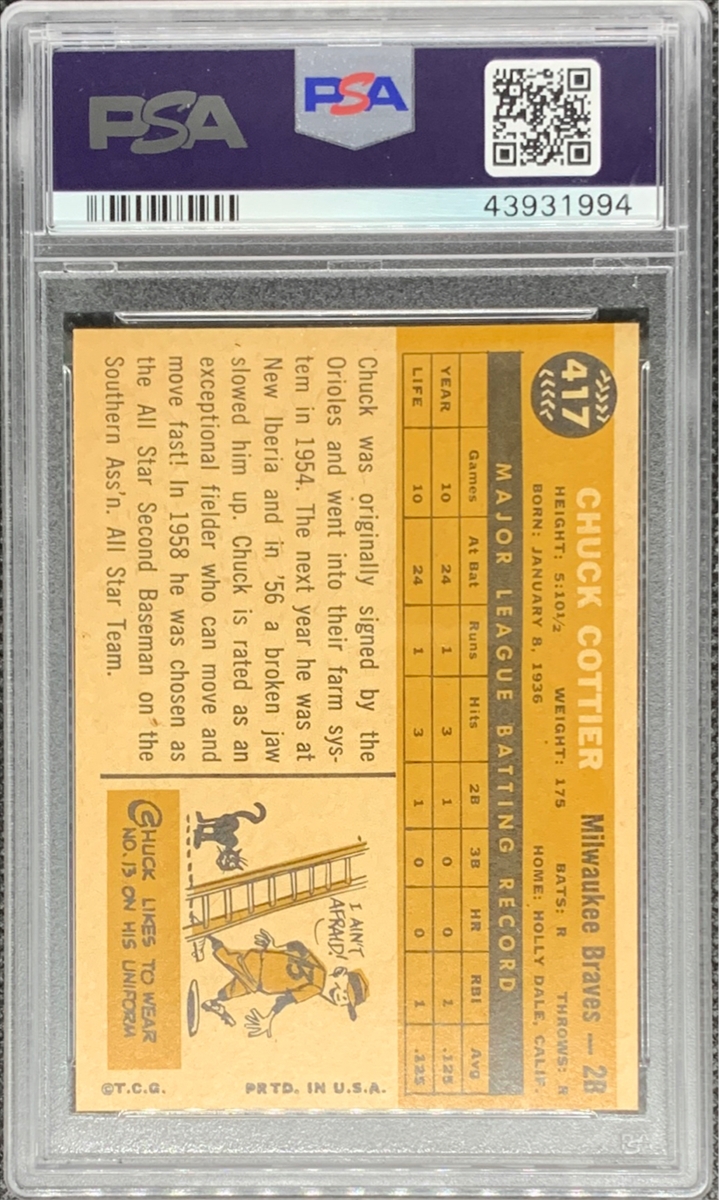 PSA
PSA
43931994
417
CHUCK COTTIER Milwaukee Braves — 2B
HEIGHT: 5:10½ WEIGHT: 175 BATS: R THROWS: R
BORN: JANUARY 8, 1936 HOME: HOLLY DALE, CALIF.
MAJOR LEAGUE BATTING RECORD
Games At Bat Runs Hits 2B 3B HR RBI Avg
YEAR 10 24 1 3 1 0 0 1 .125
LIFE 10 24 1 3 1 0 0 1 .125
Chuck was originally signed by the
Orioles and went into their farm sys-
tem in 1954. The next year he was at
New Iberia and in '56 a broken jaw
slowed him up. Chuck is rated as an
exceptional fielder who can move and
move fast! In 1958 he was chosen as
the All Star Second Baseman on the
Southern Ass'n. All Star Team.
I AIN'T
AFRAID!
13
CHUCK LIKES TO WEAR
NO. 13 ON HIS UNIFORM
©T.C.G. PRTD. IN U.S.A.